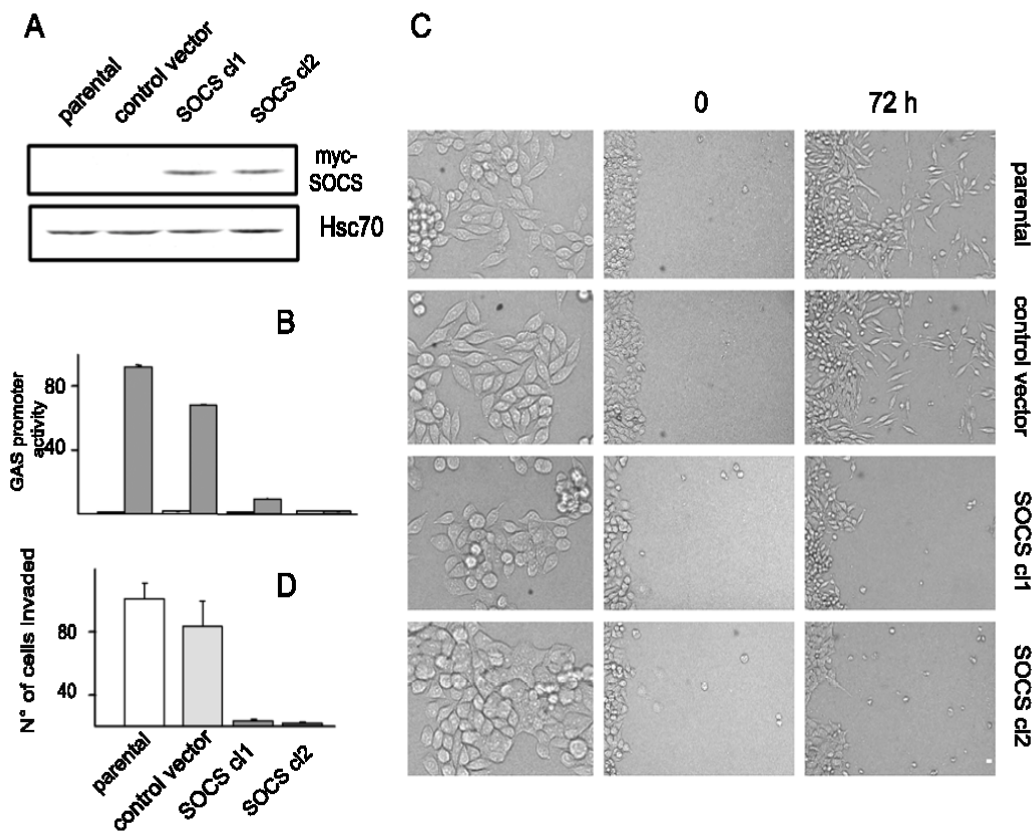 A
parental
control vector
SOCS cl1
SOCS cl2
myc-
SOCS
Hsc70
B
GAS promoter
activity
80
40
D
N° of cells invaded
80
40
parental
control vector
SOCS cl1
SOCS cl2
C
0
72 h
parental
control vector
SOCS cl1
SOCS cl2